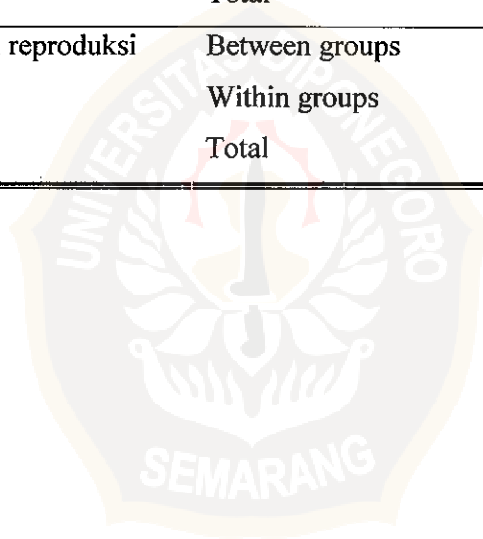 Total
reproduksi Between groups
Within groups
Total
UNIVERSITAS DIPONEGORO
SEMARANG